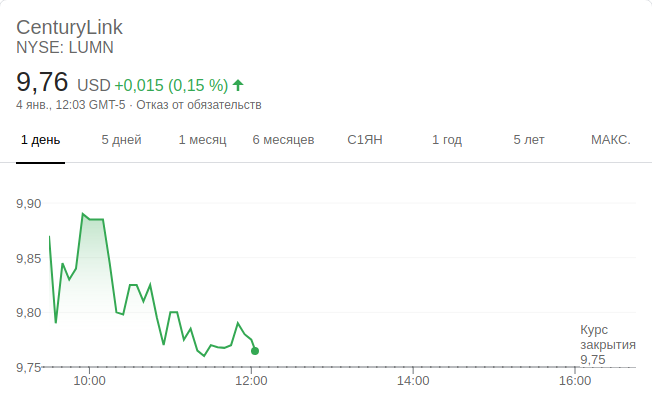 CenturyLink
NYSE: LUMN
9,76 USD +0,015 (0,15 %)
4 янв., 12:03 GMT-5 · Отказ от обязательств
1 день 5 дней 1 месяц 6 месяцев С1ЯН 1 год 5 лет МАКС.
9,90
9,85
9,80
9,75
Курс
закрытия
9,75
10:00 12:00 14:00 16:00